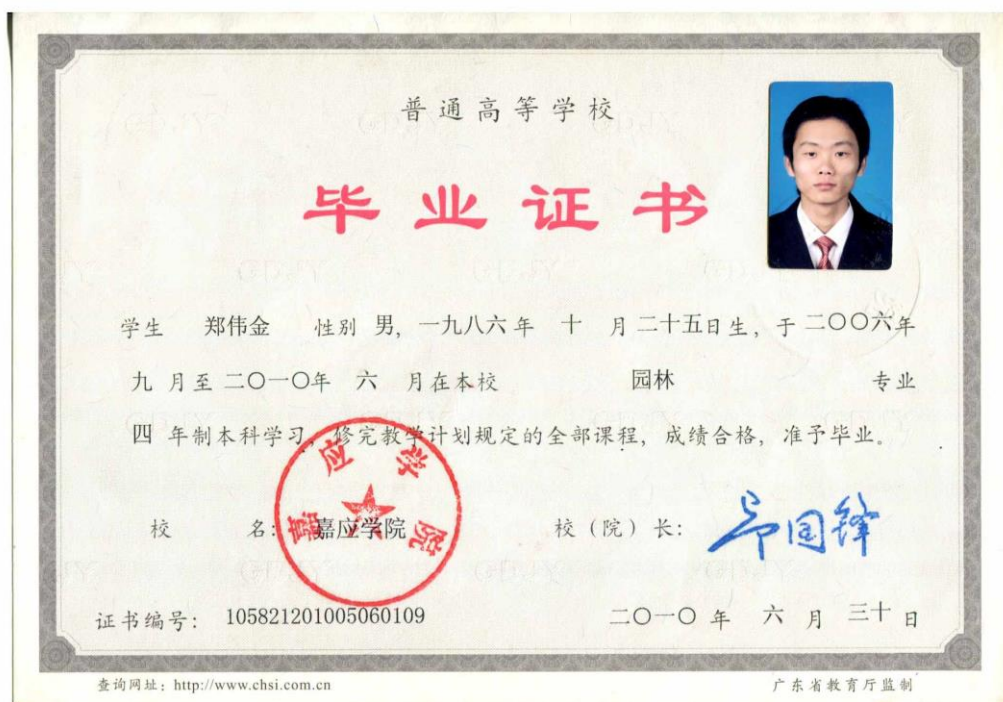 普通高等学校
毕业证书
学生 郑伟金 性别 男，一九八六年 十 月二十五日生，于二〇〇六年
九 月至二〇一〇年 六 月在本校 园林 专业
四 年制本科学习，修完教学计划规定的全部课程，成绩合格，准予毕业。
嘉应学院
校 名：嘉应学院 校（院）长：
证书编号： 105821201005060109 二〇一〇年 六 月 三十 日
查询网址：http://www.chsi.com.cn 广东省教育厅监制